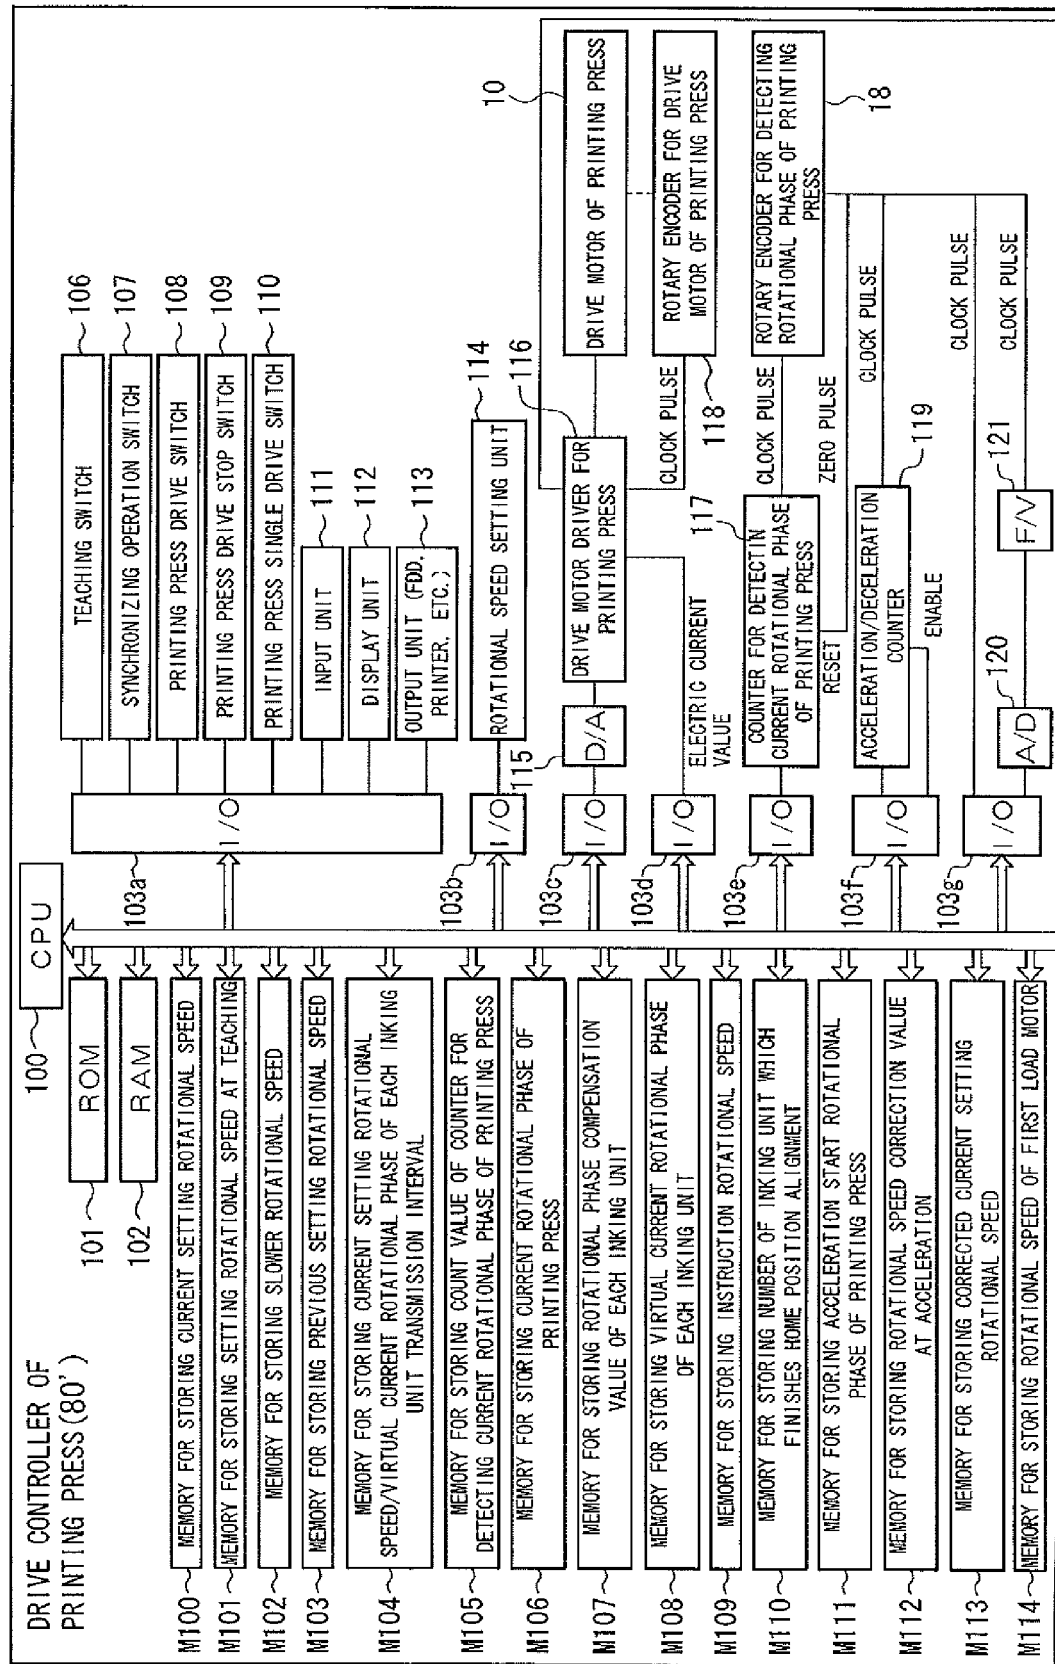 DRIVE CONTROLLER OF
PRINTING PRESS(80')
100
CPU
101
ROM
102
RAM
M100
MEMORY FOR STORING CURRENT SETTING ROTATIONAL SPEED
M101
MEMORY FOR STORING SETTING ROTATIONAL SPEED AT TEACHING
M102
MEMORY FOR STORING SLOWER ROTATIONAL SPEED
M103
MEMORY FOR STORING PREVIOUS SETTING ROTATIONAL SPEED
M104
MEMORY FOR STORING CURRENT SETTING ROTATIONAL
SPEED/VIRTUAL CURRENT ROTATIONAL PHASE OF EACH INKING
UNIT TRANSMISSION INTERVAL
M105
MEMORY FOR STORING COUNT VALUE OF COUNTER FOR
DETECTING CURRENT ROTATIONAL PHASE OF PRINTING PRESS
M106
MEMORY FOR STORING CURRENT ROTATIONAL PHASE OF
PRINTING PRESS
M107
MEMORY FOR STORING ROTATIONAL PHASE COMPENSATION
VALUE OF EACH INKING UNIT
M108
MEMORY FOR STORING VIRTUAL CURRENT ROTATIONAL PHASE
OF EACH INKING UNIT
M109
MEMORY FOR STORING INSTRUCTION ROTATIONAL SPEED
M110
MEMORY FOR STORING NUMBER OF INKING UNIT WHICH
FINISHES HOME POSITION ALIGNMENT
M111
MEMORY FOR STORING ACCELERATION START ROTATIONAL
PHASE OF PRINTING PRESS
M112
MEMORY FOR STORING ROTATIONAL SPEED CORRECTION VALUE
AT ACCELERATION
M113
MEMORY FOR STORING CORRECTED CURRENT SETTING
ROTATIONAL SPEED
M114
MEMORY FOR STORING ROTATIONAL SPEED OF FIRST LOAD MOTOR
103a
I/O
TEACHING SWITCH
106
SYNCHRONIZING OPERATION SWITCH
107
PRINTING PRESS DRIVE SWITCH
108
PRINTING PRESS DRIVE STOP SWITCH
109
PRINTING PRESS SINGLE DRIVE SWITCH
110
INPUT UNIT
111
DISPLAY UNIT
112
OUTPUT UNIT (FDD,
PRINTER, ETC.)
113
103b
I/O
ROTATIONAL SPEED SETTING UNIT
114
103c
I/O
115
D/A
DRIVE MOTOR DRIVER FOR
PRINTING PRESS
116
DRIVE MOTOR OF PRINTING PRESS
10
103d
I/O
ELECTRIC CURRENT
VALUE
CLOCK PULSE
118
ROTARY ENCODER FOR DRIVE
MOTOR OF PRINTING PRESS
103e
I/O
117
COUNTER FOR DETECTIN
CURRENT ROTATIONAL PHASE
OF PRINTING PRESS
CLOCK PULSE
ROTARY ENCODER FOR DETECTING
ROTATIONAL PHASE OF PRINTING
PRESS
18
RESET
ZERO PULSE
103f
I/O
ACCELERATION/DECELERATION
COUNTER
119
CLOCK PULSE
ENABLE
103g
I/O
CLOCK PULSE
120
A/D
121
F/V
CLOCK PULSE